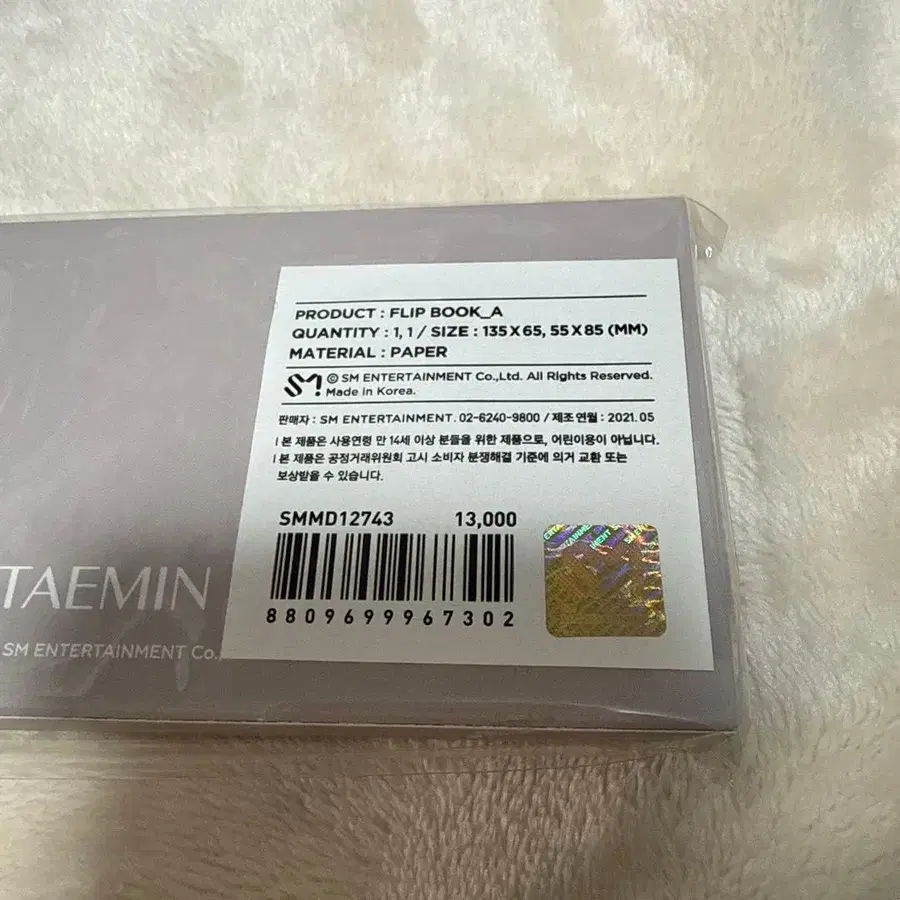 PRODUCT : FLIP BOOK_A
QUANTITY : 1, 1 / SIZE : 135 X 65, 55 X 85 (MM)
MATERIAL : PAPER
SM!
© SM ENTERTAINMENT Co.,Ltd. All Rights Reserved.
Made in Korea.
판매자 : SM ENTERTAINMENT. 02-6240-9800 / 제조 연월 : 2021. 05
본 제품은 사용연령 만 14세 이상 분들을 위한 제품으로, 어린이용이 아닙니다.
본 제품은 공정거래위원회 고시 소비자 분쟁해결 기준에 의거 교환 또는
보상받을 수 있습니다.
SMMD12743 13,000
8809699967302
TAEMIN
SM ENTERTAINMENT Co.,